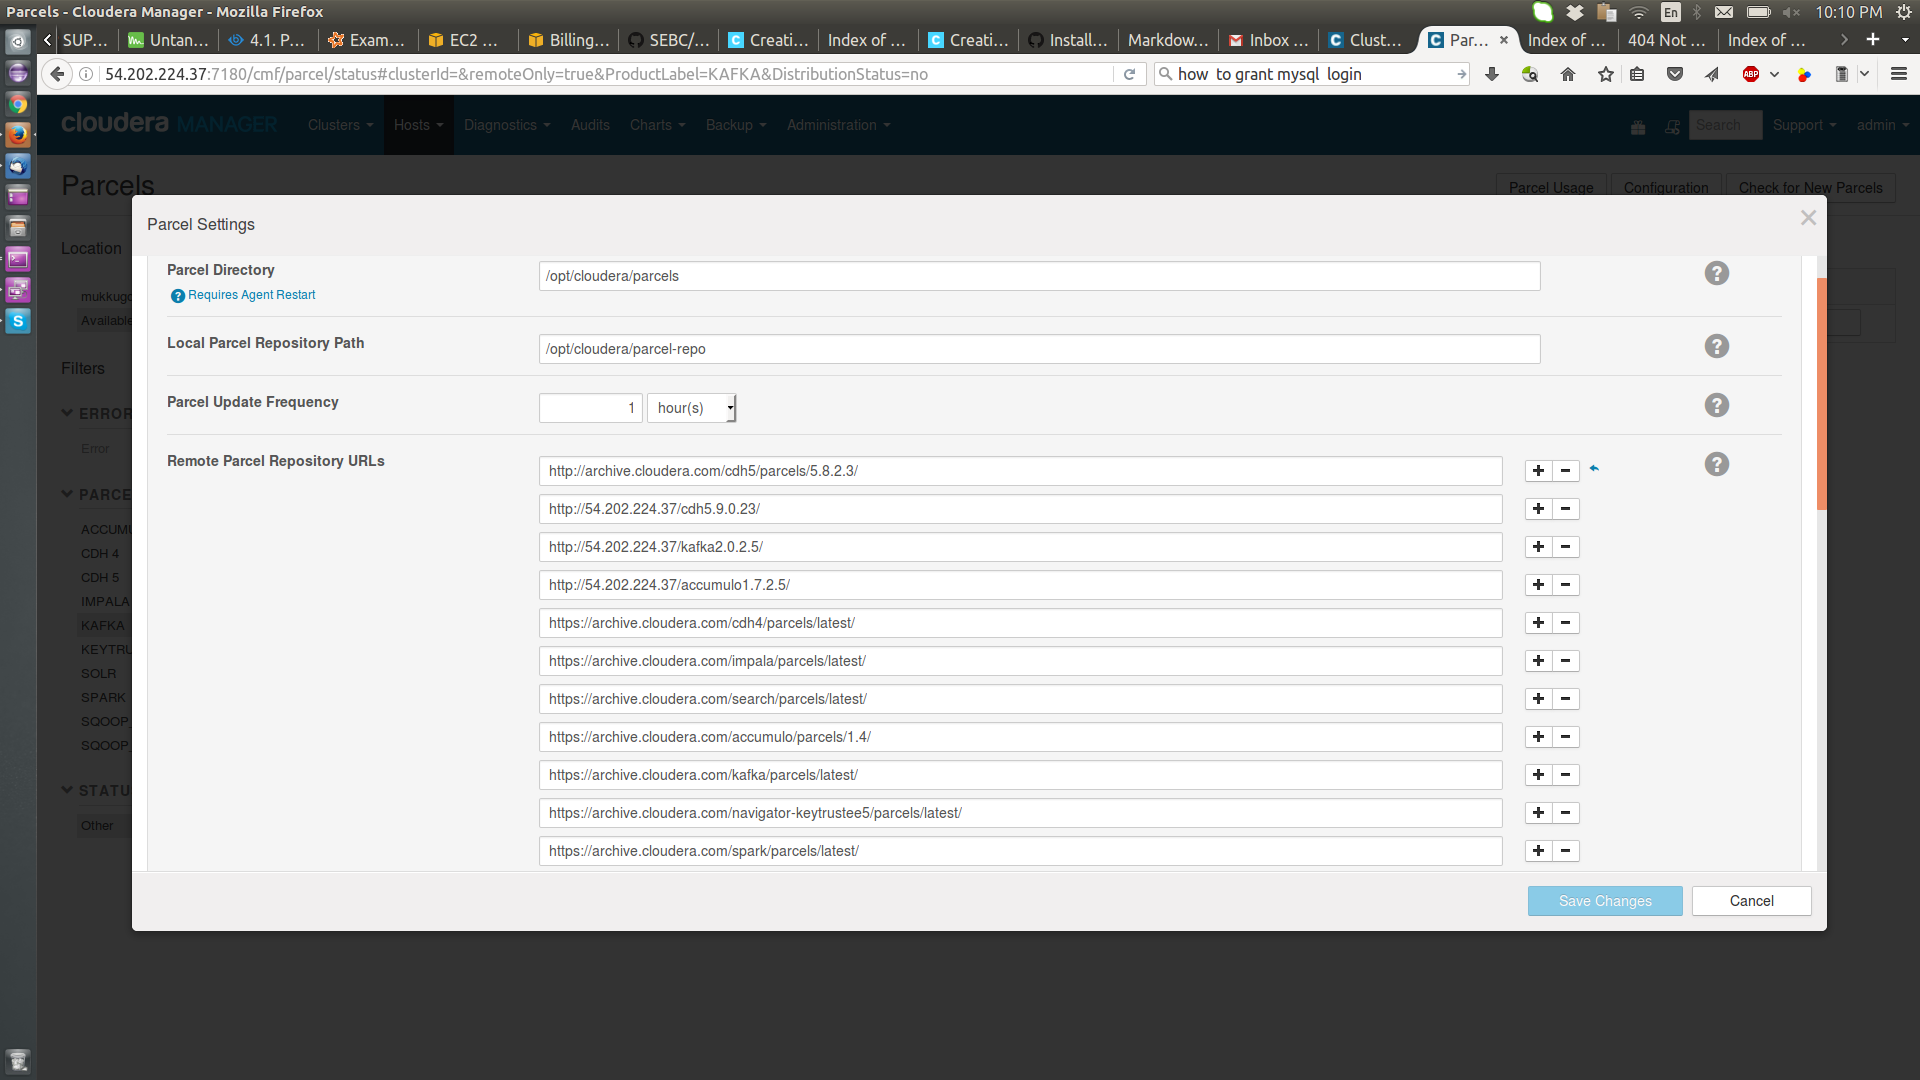 Parcels - Cloudera Manager - Mozilla Firefox
En
10:10 PM
SUP...
Untan...
4.1. P...
Exam...
EC2 ...
Billing...
SEBC/...
Creati...
Index of ...
Creati...
Install...
Markdow...
Inbox ...
Clust...
Par...
Index of ...
404 Not ...
Index of ...
54.202.224.37:7180/cmf/parcel/status#clusterId=&remoteOnly=true&ProductLabel=KAFKA&DistributionStatus=no
how to grant mysql login
ABP
cloudera MANAGER
Clusters
Hosts
Diagnostics
Audits
Charts
Backup
Administration
Search
Support
admin
Parcels
Parcel Usage
Configuration
Check for New Parcels
Location
mukkugo
Available
Filters
ERROR
Error
PARCE
ACCUMU
CDH 4
CDH 5
IMPALA
KAFKA
KEYTRU
SOLR
SPARK
SQOOP_
SQOOP_
STATU
Other
Parcel Settings
Parcel Directory
Requires Agent Restart
/opt/cloudera/parcels
Local Parcel Repository Path
/opt/cloudera/parcel-repo
Parcel Update Frequency
1
hour(s)
Remote Parcel Repository URLs
http://archive.cloudera.com/cdh5/parcels/5.8.2.3/
http://54.202.224.37/cdh5.9.0.23/
http://54.202.224.37/kafka2.0.2.5/
http://54.202.224.37/accumulo1.7.2.5/
https://archive.cloudera.com/cdh4/parcels/latest/
https://archive.cloudera.com/impala/parcels/latest/
https://archive.cloudera.com/search/parcels/latest/
https://archive.cloudera.com/accumulo/parcels/1.4/
https://archive.cloudera.com/kafka/parcels/latest/
https://archive.cloudera.com/navigator-keytrustee5/parcels/latest/
https://archive.cloudera.com/spark/parcels/latest/
Save Changes
Cancel